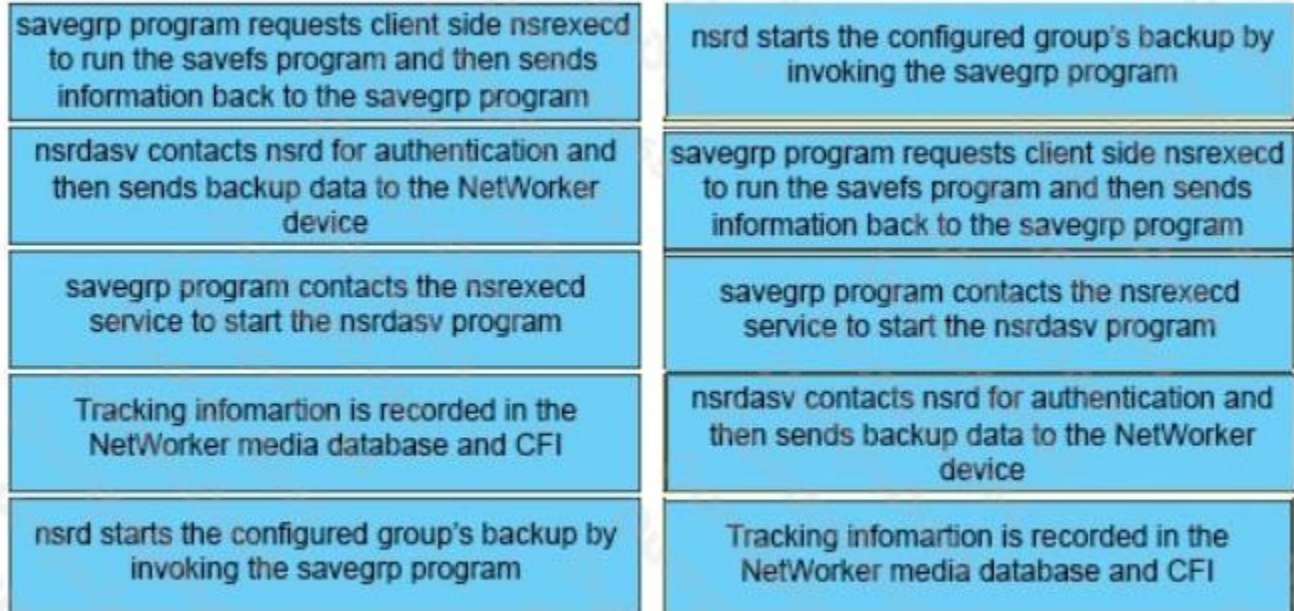 savegrp program requests client side nsrexecd
to run the savefs program and then sends
information back to the savegrp program
nsrdasv contacts nsrd for authentication and
then sends backup data to the NetWorker
device
savegrp program contacts the nsrexecd
service to start the nsrdasv program
Tracking infomartion is recorded in the
NetWorker media database and CFI
nsrd starts the configured group's backup by
invoking the savegrp program
nsrd starts the configured group's backup by
invoking the savegrp program
savegrp program requests client side nsrexecd
to run the savefs program and then sends
information back to the savegrp program
savegrp program contacts the nsrexecd
service to start the nsrdasv program
nsrdasv contacts nsrd for authentication and
then sends backup data to the NetWorker
device
Tracking infomartion is recorded in the
NetWorker media database and CFI